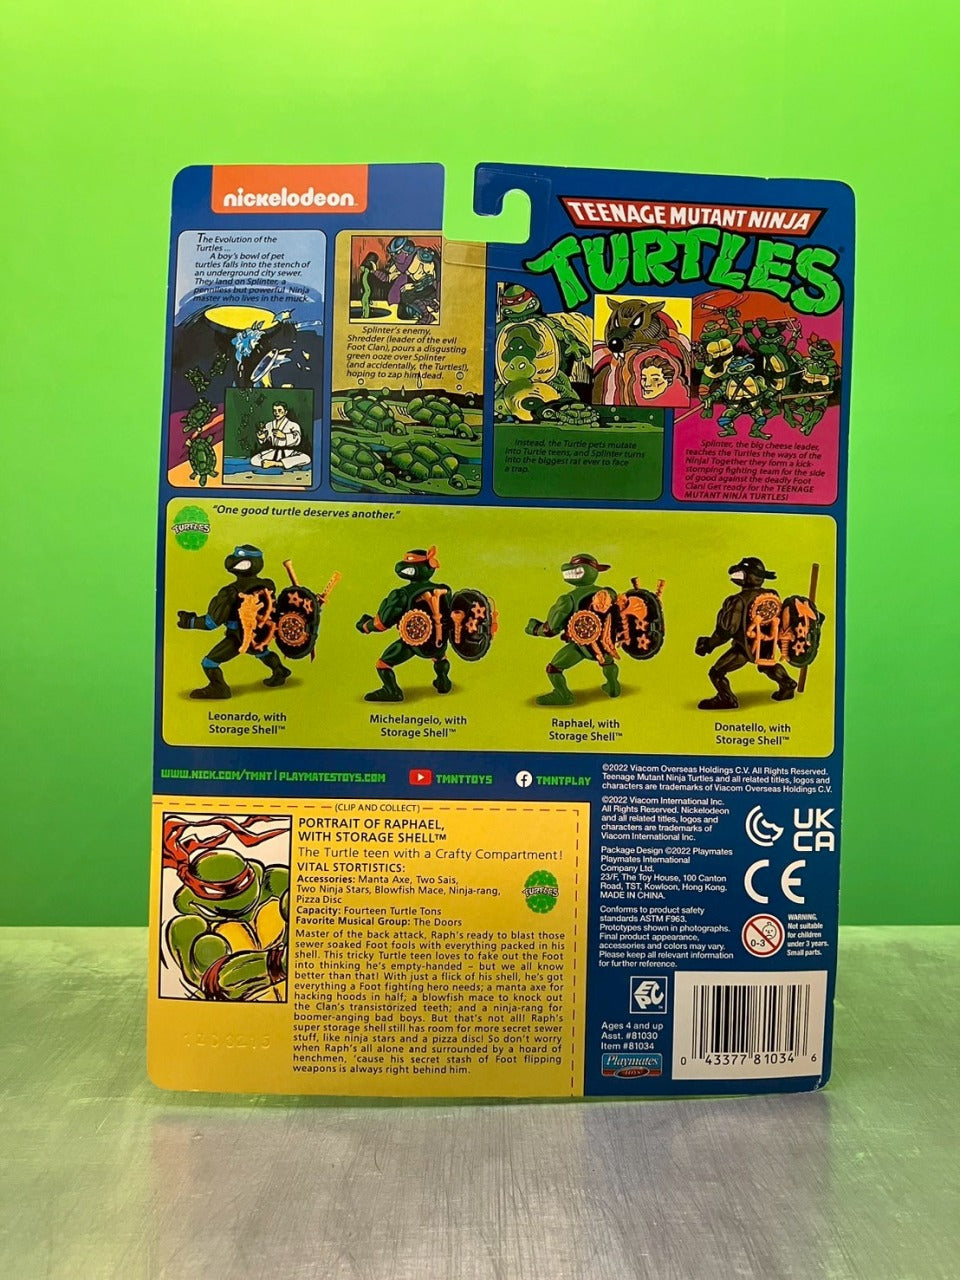 nickelodeon
TEENAGE MUTANT NINJA
TURTLES
The Evolution of the
Turtles ...
A boy's bowl of pet
turtles falls into the stench of
an underground city sewer.
They land on Splinter, a
penniless but powerful Ninja
master who lives in the muck.
Splinter's enemy,
Shredder (leader of the evil
Foot Clan), pours a disgusting
green ooze over Splinter
(and accidentally, the Turtles!),
hoping to zap him dead.
Instead, the Turtle pets mutate
into Turtle teens, and Splinter turns
into the biggest rat ever to face
a trap.
Splinter, the big cheese leader,
teaches the Turtles the ways of the
Ninja! Together they form a kick
stomping fighting team for the side
of good against the deadly Foot
Clan! Get ready for the TEENAGE
MUTANT NINJA TURTLES!
TURTLES
"One good turtle deserves another."
Leonardo, with
Storage Shell™
Michelangelo, with
Storage Shell™
Raphael, with
Storage Shell™
Donatello, with
Storage Shell™
WWW.NICK.COM/TMNT | PLAYMATESTOYS.COM
TMNTTOYS
TMNTPLAY
(CLIP AND COLLECT)
PORTRAIT OF RAPHAEL,
WITH STORAGE SHELL™
The Turtle teen with a Crafty Compartment!
VITAL STORTISTICS:
Accessories: Manta Axe, Two Sais,
Two Ninja Stars, Blowfish Mace, Ninja-rang,
Pizza Disc
Capacity: Fourteen Turtle Tons
Favorite Musical Group: The Doors
TURTLES
Master of the back attack, Raph's ready to blast those
sewer soaked Foot fools with everything packed in his
shell. This tricky Turtle teen loves to fake out the Foot
into thinking he's empty-handed – but we all know
better than that! With just a flick of his shell, he's got
everything a Foot fighting hero needs; a manta axe for
hacking hoods in half; a blowfish mace to knock out
the Clan's transistorized teeth; and a ninja-rang for
boomer-anging bad boys. But that's not all! Raph's
super storage shell still has room for more secret sewer
stuff, like ninja stars and a pizza disc! So don't worry
when Raph's all alone and surrounded by a hoard of
henchmen, 'cause his secret stash of Foot flipping
weapons is always right behind him.
©2022 Viacom Overseas Holdings C.V. All Rights Reserved.
Teenage Mutant Ninja Turtles and all related titles, logos and
characters are trademarks of Viacom Overseas Holdings C.V.
©2022 Viacom International Inc.
All Rights Reserved. Nickelodeon
and all related titles, logos and
characters are trademarks of
Viacom International Inc.
Package Design ©2022 Playmates
Playmates International
Company Ltd.
23/F, The Toy House, 100 Canton
Road, TST, Kowloon, Hong Kong.
MADE IN CHINA.
Conforms to product safety
standards ASTM F963.
Prototypes shown in photographs.
Final product appearance,
accessories and colors may vary.
Please keep all relevant information
for further reference.
UK
CA
CE
0-3
WARNING.
Not suitable
for children
under 3 years.
Small parts.
EPC
Ages 4 and up
Asst. #81030
Item #81034
Playmates
TOYS
0 43377 81034 6